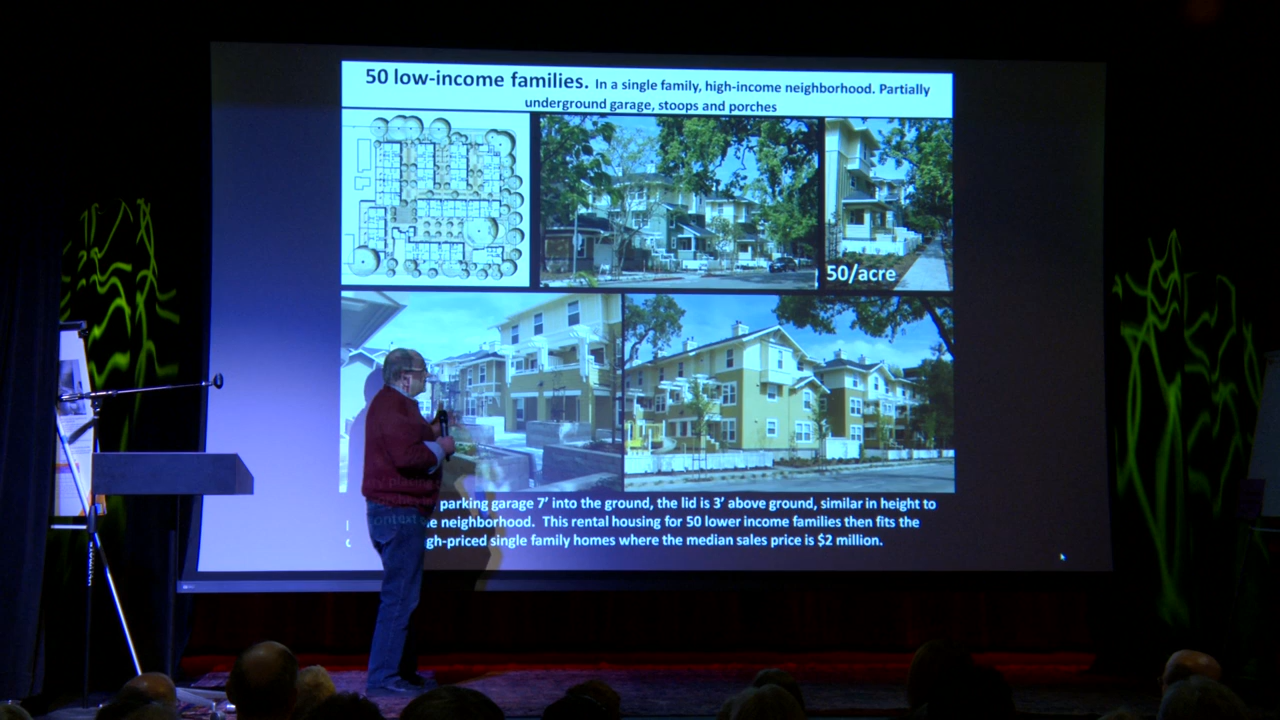 50 low-income families. In a single family, high-income neighborhood. Partially
underground garage, stoops and porches
50/acre
parking garage 7' into the ground, the lid is 3' above ground, similar in height to
neighborhood. This rental housing for 50 lower income families then fits the
gh-priced single family homes where the median sales price is $2 million.